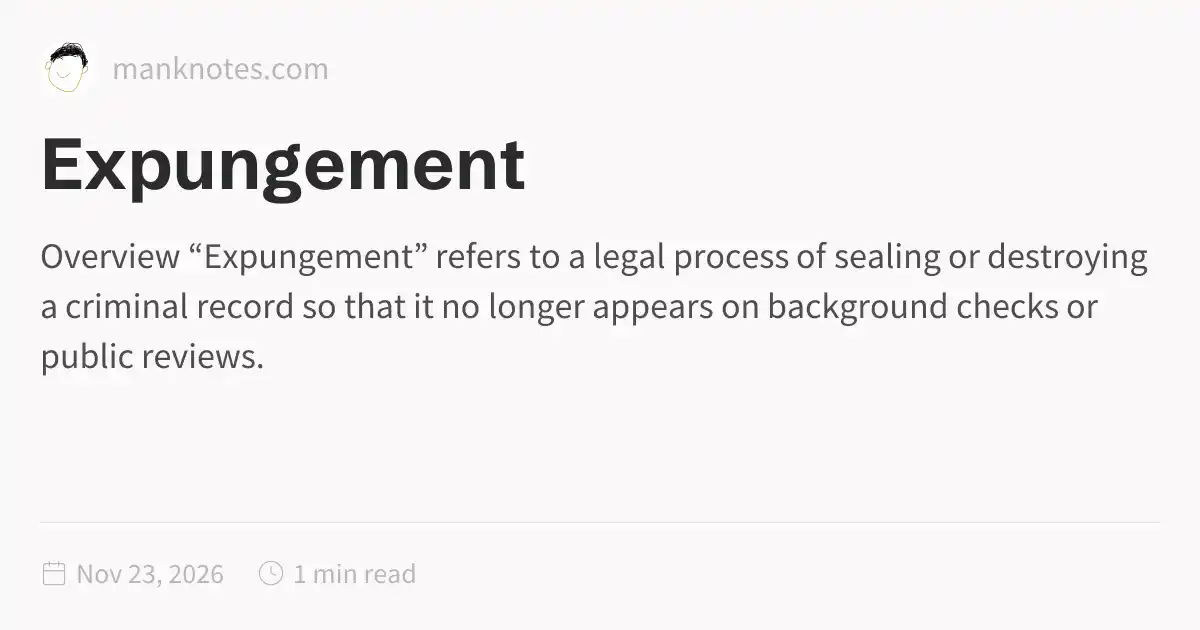 manknotes.com
Expungement
Overview “Expungement” refers to a legal process of sealing or destroying
a criminal record so that it no longer appears on background checks or
public reviews.
Nov 23, 2026 1 min read